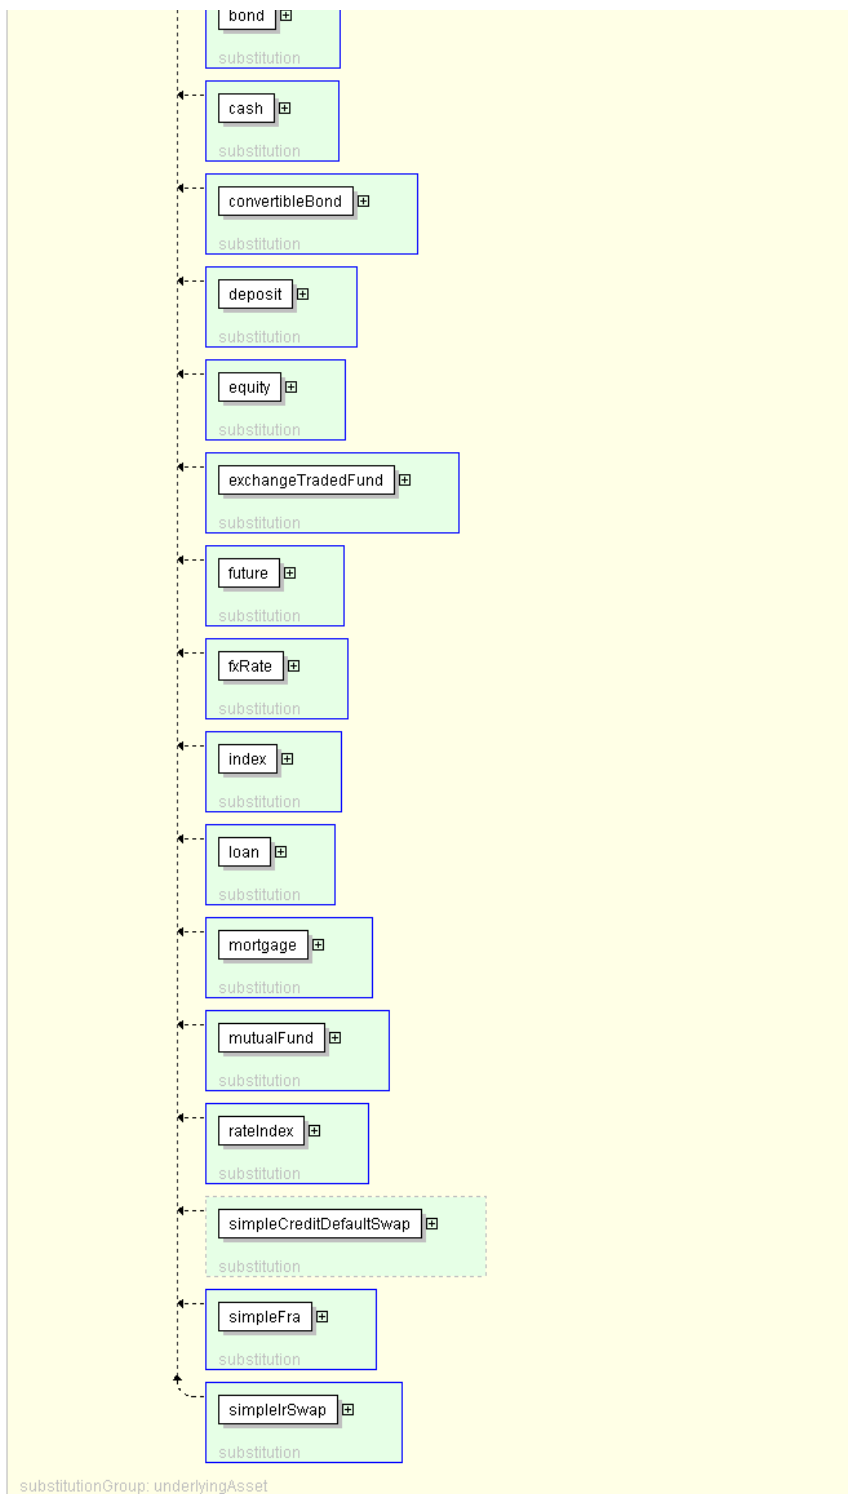 bond
substitution
cash
substitution
convertibleBond
substitution
deposit
substitution
equity
substitution
exchangeTradedFund
substitution
future
substitution
fxRate
substitution
index
substitution
loan
substitution
mortgage
substitution
mutualFund
substitution
rateIndex
substitution
simpleCreditDefaultSwap
substitution
simpleFra
substitution
simpleIrSwap
substitution
substitutionGroup: underlyingAsset